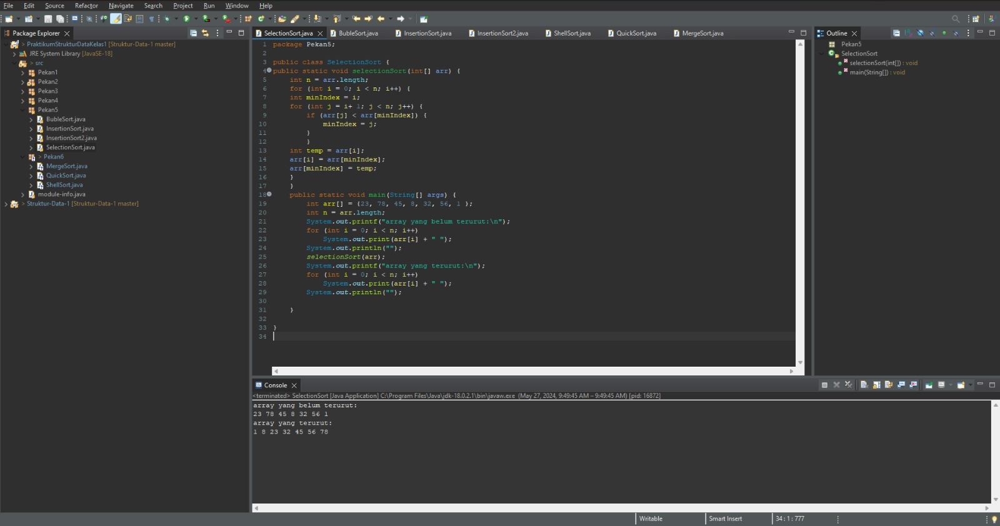 File Edit Source Refactor Navigate Search Project Run Window Help
Package Explorer
> PraktikumStrukturDataKelas1 [Struktur-Data-1 master]
JRE System Library [JavaSE-18]
> src
Pekan1
Pekan2
Pekan3
Pekan4
Pekan5
BubleSort.java
InsertionSort.java
InsertionSort2.java
SelectionSort.java
> Pekan6
MergeSort.java
QuickSort.java
ShellSort.java
module-info.java
> Struktur-Data-1 [Struktur-Data-1 master]
SelectionSort.java BubleSort.java InsertionSort.java InsertionSort2.java ShellSort.java QuickSort.java MergeSort.java
1 package Pekan5;
2
3 public class SelectionSort {
4 public static void selectionSort(int[] arr) {
5 int n = arr.length;
6 for (int i = 0; i < n; i++) {
7 int minIndex = i;
8 for (int j = i+ 1; j < n; j++) {
9 if (arr[j] < arr[minIndex]) {
10 minIndex = j;
11 }
12 }
13 int temp = arr[i];
14 arr[i] = arr[minIndex];
15 arr[minIndex] = temp;
16 }
17 }
18 public static void main(String[] args) {
19 int arr[] = {23, 78, 45, 8, 32, 56, 1 };
20 int n = arr.length;
21 System.out.printf("array yang belum terurut:\n");
22 for (int i = 0; i < n; i++)
23 System.out.print(arr[i] + " ");
24 System.out.println("");
25 selectionSort(arr);
26 System.out.printf("array yang terurut:\n");
27 for (int i = 0; i < n; i++)
28 System.out.print(arr[i] + " ");
29 System.out.println("");
30
31 }
32
33 }
34
Outline
Pekan5
SelectionSort
selectionSort(int[]) : void
main(String[]) : void
Console
<terminated> SelectionSort [Java Application] C:\Program Files\Java\jdk-18.0.2.1\bin\javaw.exe (May 27, 2024, 9:49:45 AM – 9:49:45 AM) [pid: 16872]
array yang belum terurut:
23 78 45 8 32 56 1
array yang terurut:
1 8 23 32 45 56 78
Writable Smart Insert 34 : 1 : 777